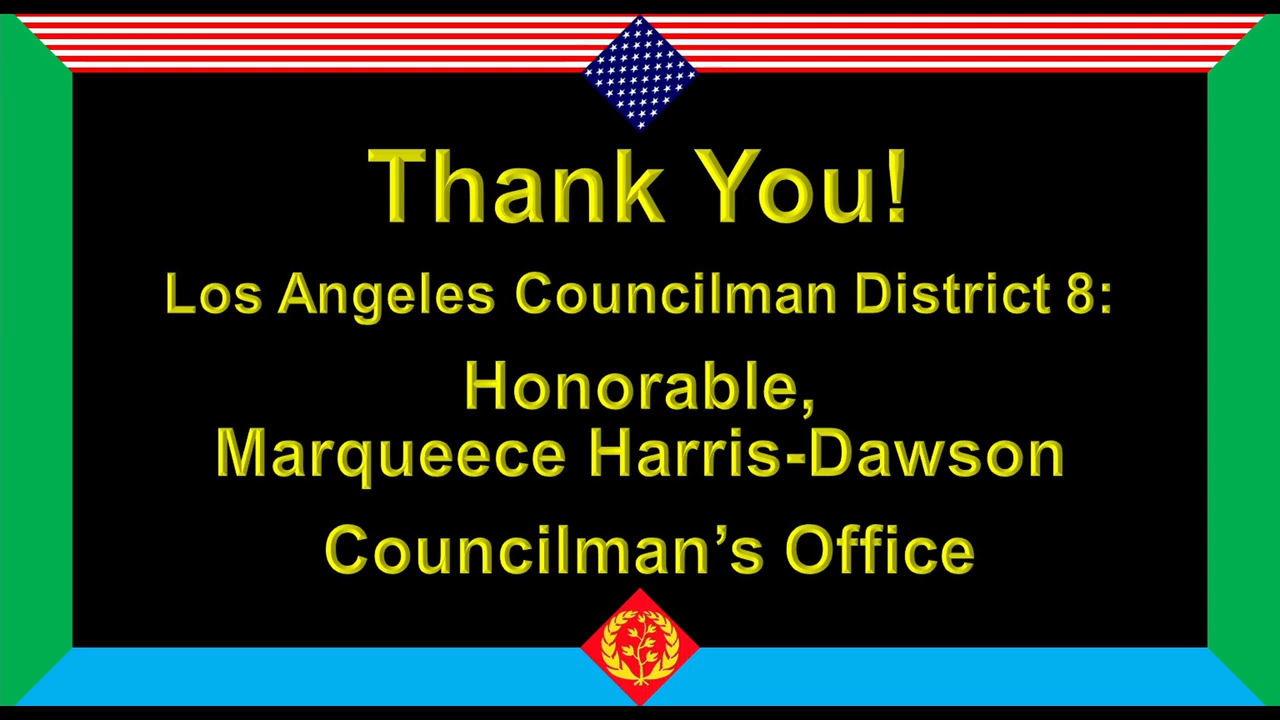 Thank You!
Los Angeles Councilman District 8:
Honorable,
Marqueece Harris-Dawson
Councilman’s Office